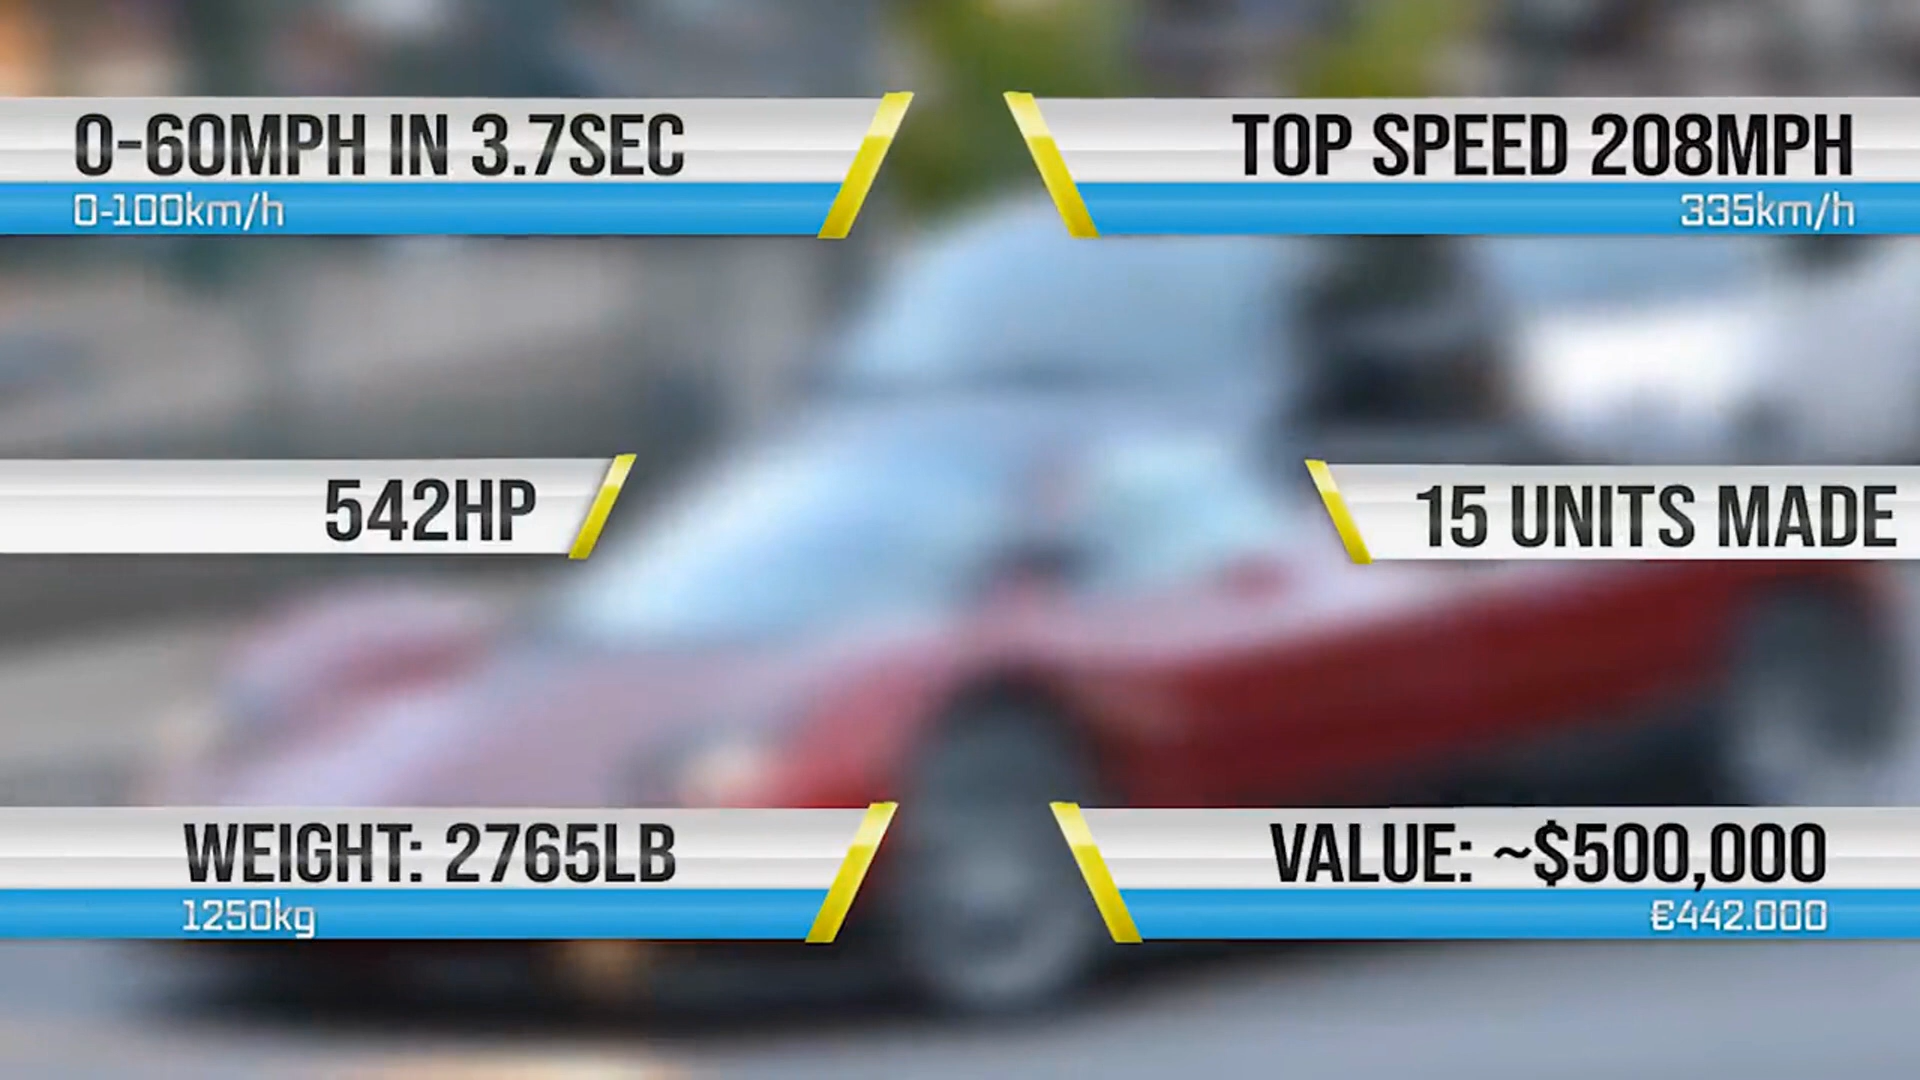 0-60MPH IN 3.7SEC
0-100km/h
TOP SPEED 208MPH
335km/h
542HP
15 UNITS MADE
WEIGHT: 2765LB
1250kg
VALUE: ~$500,000
€442.000